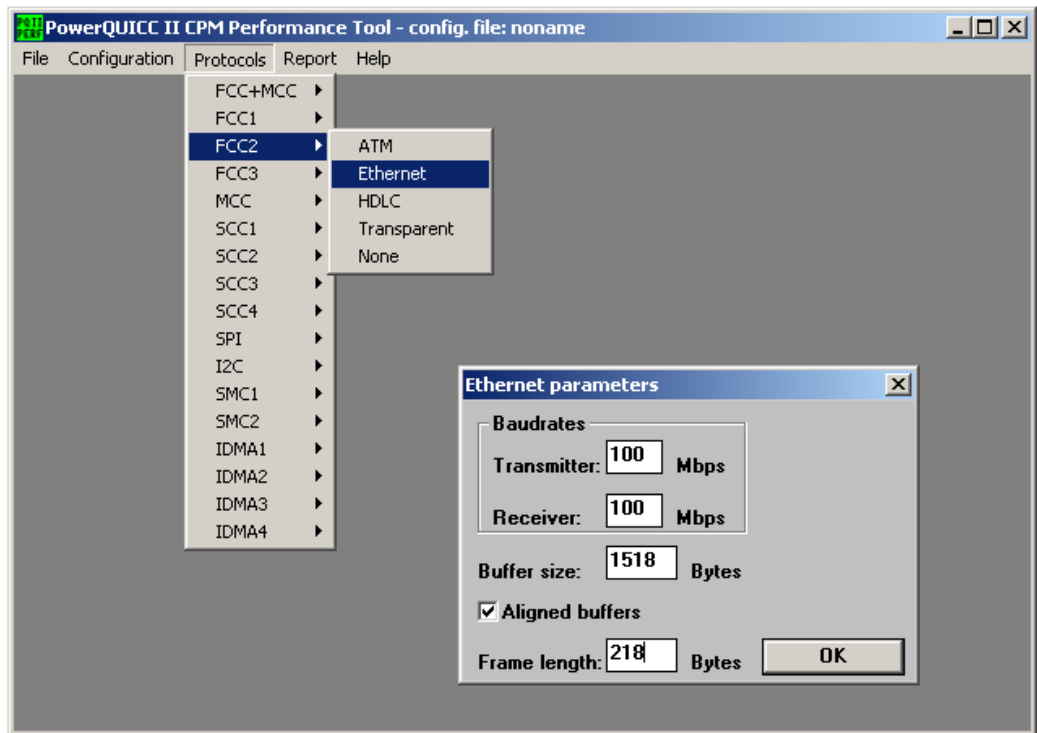 PQII PERF PowerQUICC II CPM Performance Tool - config. file: noname
File Configuration Protocols Report Help
FCC+MCC
FCC1
FCC2
FCC3
MCC
SCC1
SCC2
SCC3
SCC4
SPI
I2C
SMC1
SMC2
IDMA1
IDMA2
IDMA3
IDMA4
ATM
Ethernet
HDLC
Transparent
None
Ethernet parameters
Baudrates
Transmitter: 100 Mbps
Receiver: 100 Mbps
Buffer size: 1518 Bytes
Aligned buffers
Frame length: 218 Bytes OK